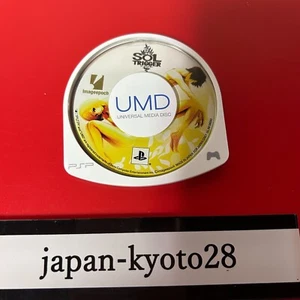 SOL
TRIGGER
imageepoch
UMD
UNIVERSAL MEDIA DISC
PSP
japan-kyoto28